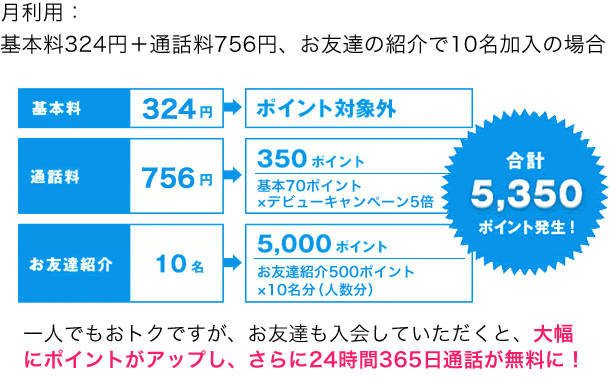 月利用：
基本料324円＋通話料756円、お友達の紹介で10名加入の場合
基本料 324円 ポイント対象外
通話料 756円 350ポイント
基本70ポイント
×デビューキャンペーン5倍
お友達紹介 10名 5,000ポイント
お友達紹介500ポイント
×10名分（人数分）
合計
5,350
ポイント発生！
一人でもおトクですが、お友達も入会していただくと、大幅
にポイントがアップし、さらに24時間365日通話が無料に！